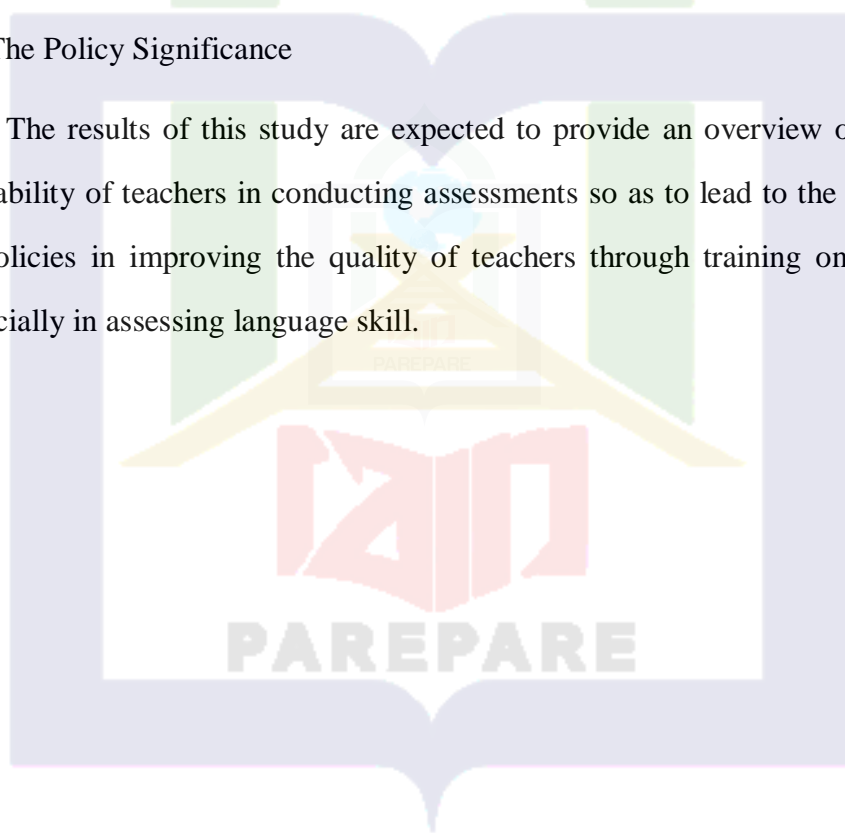 The Policy Significance
The results of this study are expected to provide an overview o
ability of teachers in conducting assessments so as to lead to the
olicies in improving the quality of teachers through training on
cially in assessing language skill.
PAREPARE
iain
PAREPARE